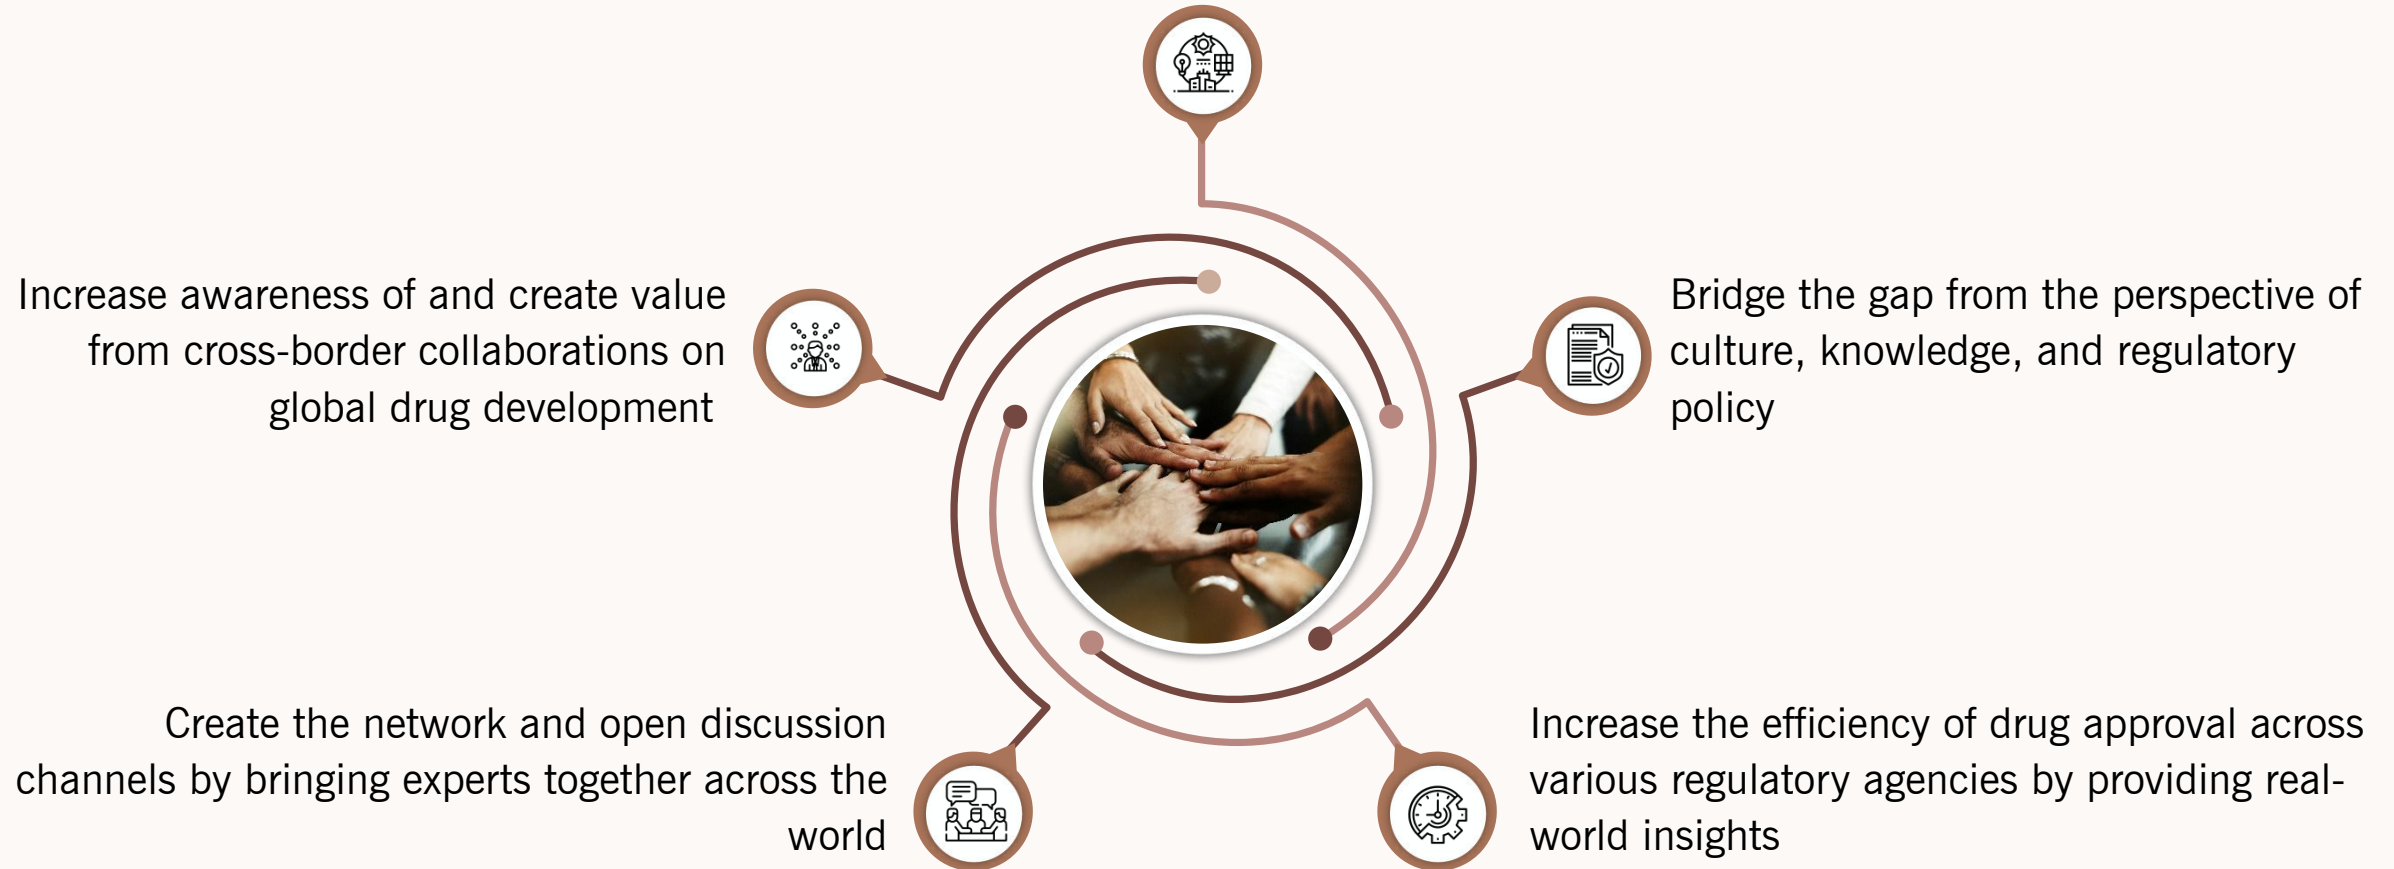 Increase awareness of and create value
from cross-border collaborations on
global drug development
Bridge the gap from the perspective of
culture, knowledge, and regulatory
policy
Create the network and open discussion
channels by bringing experts together across the
world
Increase the efficiency of drug approval across
various regulatory agencies by providing real-
world insights